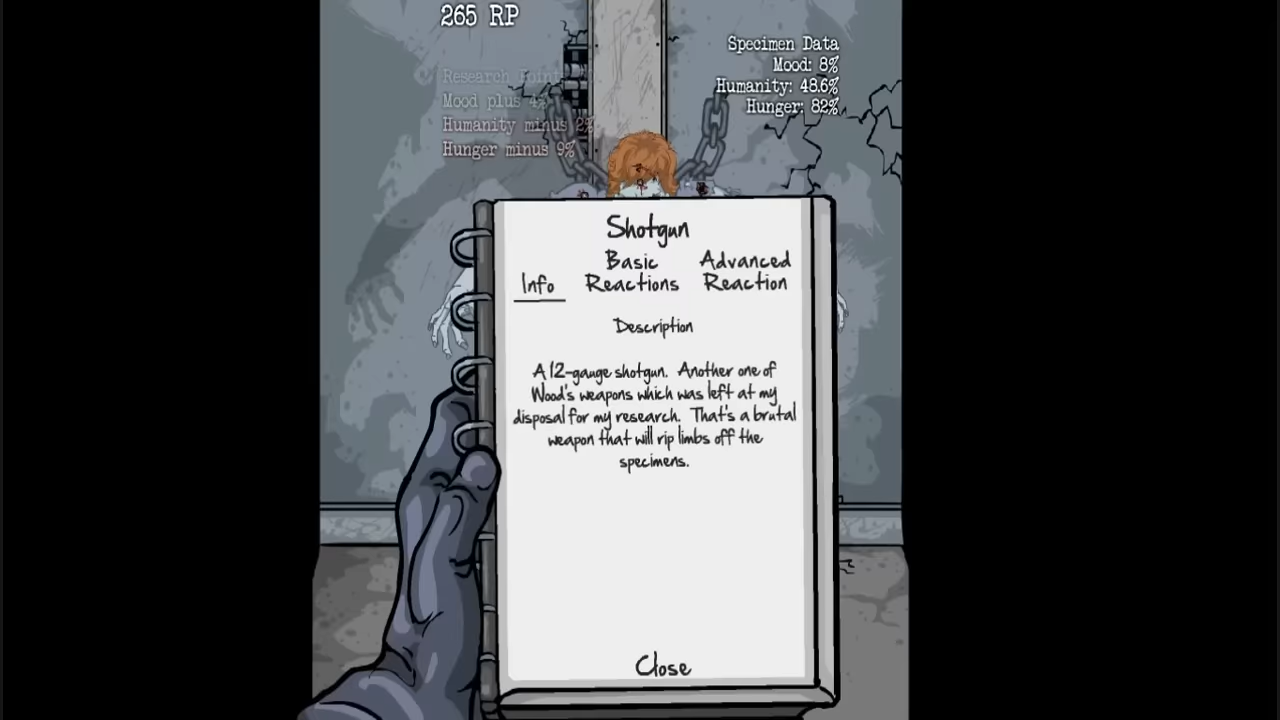 265 RP
Research Points
Mood plus 4%
Humanity minus 2%
Hunger minus 9%
Specimen Data
Mood: 8%
Humanity: 48.6%
Hunger: 82%
Shotgun
Info
Basic Reactions
Advanced Reaction
Description
A 12-gauge shotgun. Another one of
Wood's weapons which was left at my
disposal for my research. That's a brutal
weapon that will rip limbs off the
specimens.
Close